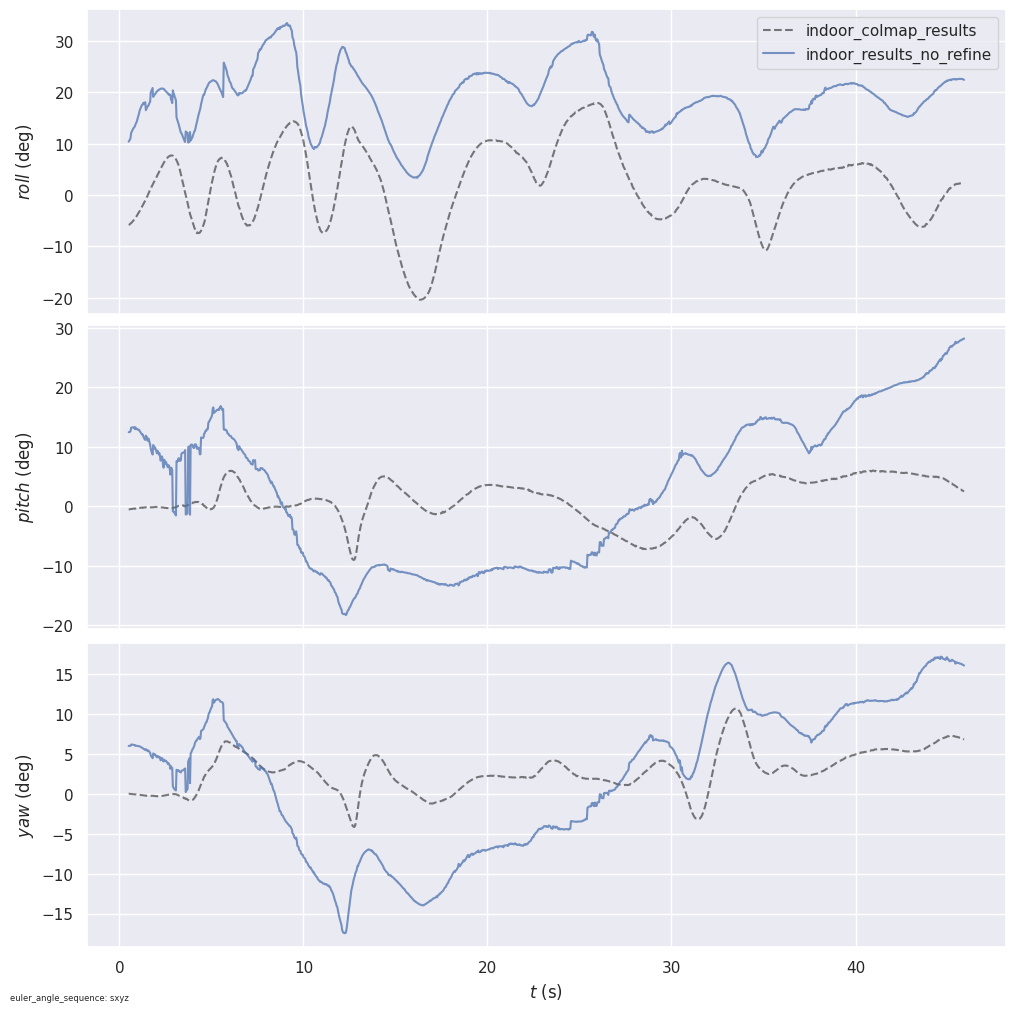 indoor_colmap_results
indoor_results_no_refine
roll (deg)
30
20
10
0
−10
−20
pitch (deg)
30
20
10
0
−10
−20
yaw (deg)
15
10
5
0
−5
−10
−15
0 10 20 30 40
t (s)
euler_angle_sequence: sxyz